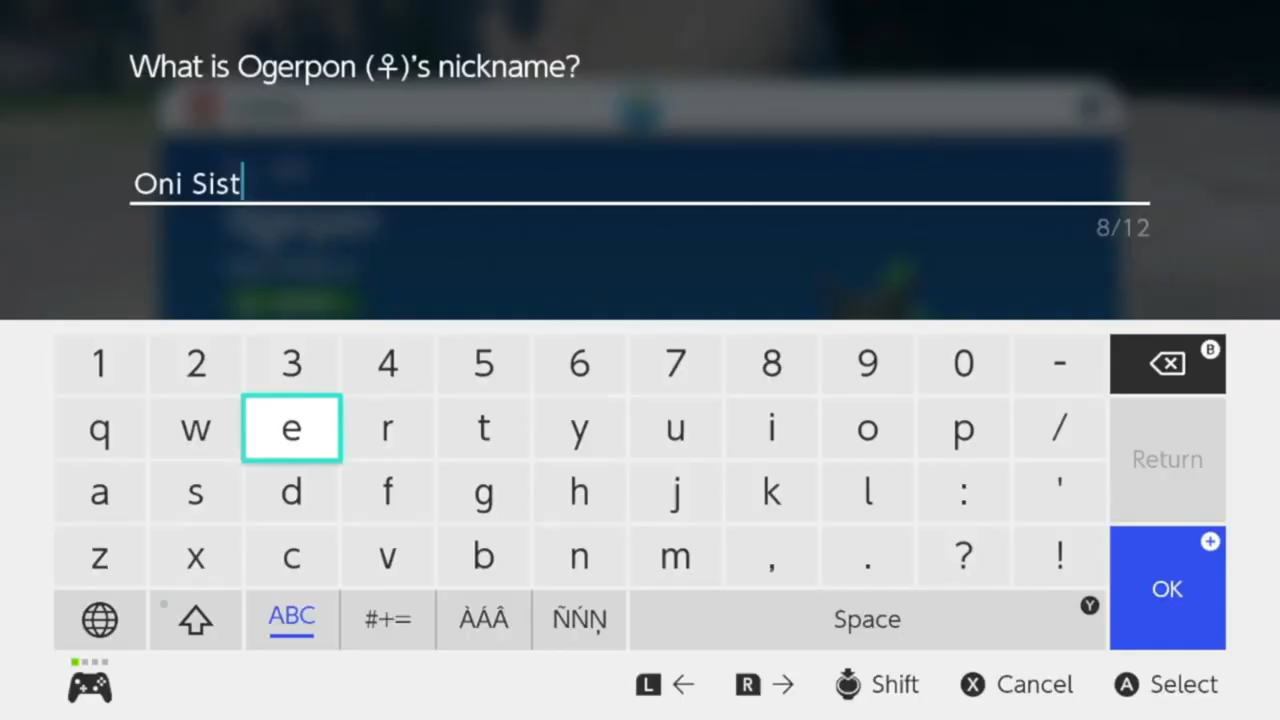 What is Ogerpon (♀)'s nickname?
Oni Sist
8/12
1 2 3 4 5 6 7 8 9 0 - B
q w e r t y u i o p /
Return
a s d f g h j k l : '
z x c v b n m , . ? ! +
OK
ABC #+= ÀÁÂ ÑŃŅ Space Y
L ← R → Shift X Cancel A Select